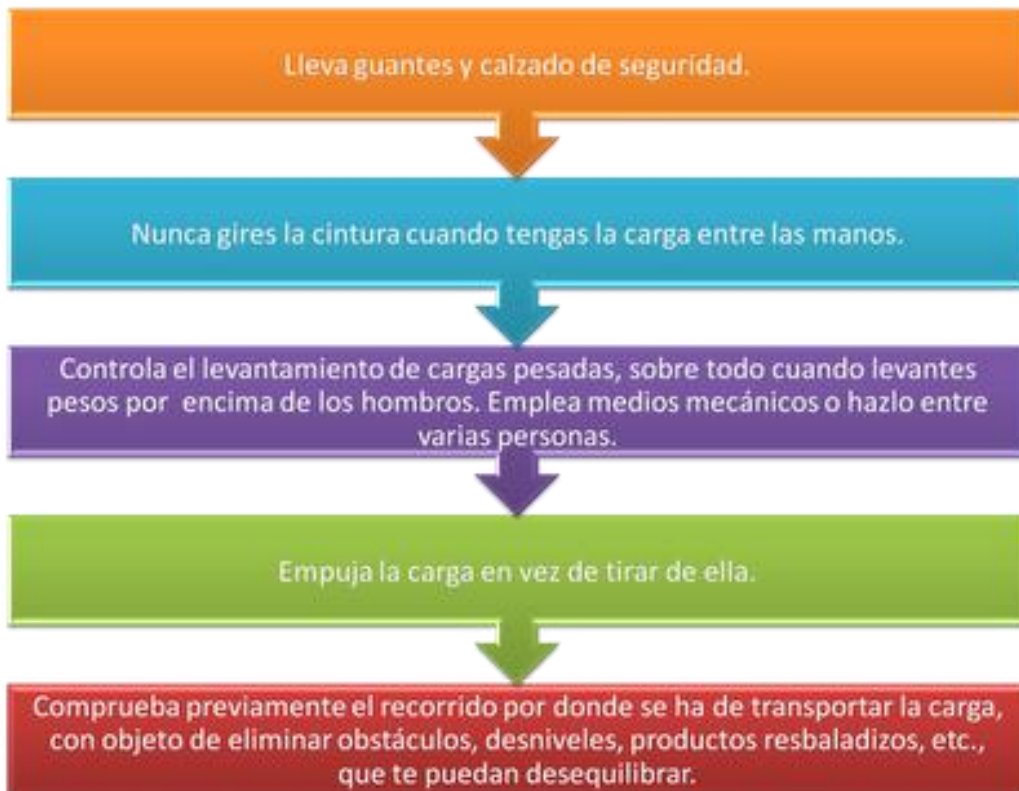 Lleva guantes y calzado de seguridad.
Nunca gires la cintura cuando tengas la carga entre las manos.
Controla el levantamiento de cargas pesadas, sobre todo cuando levantes
pesos por encima de los hombros. Emplea medios mecánicos o hazlo entre
varias personas.
Empuja la carga en vez de tirar de ella.
Comprueba previamente el recorrido por donde se ha de transportar la carga,
con objeto de eliminar obstáculos, desniveles, productos resbaladizos, etc.,
que te puedan desequilibrar.